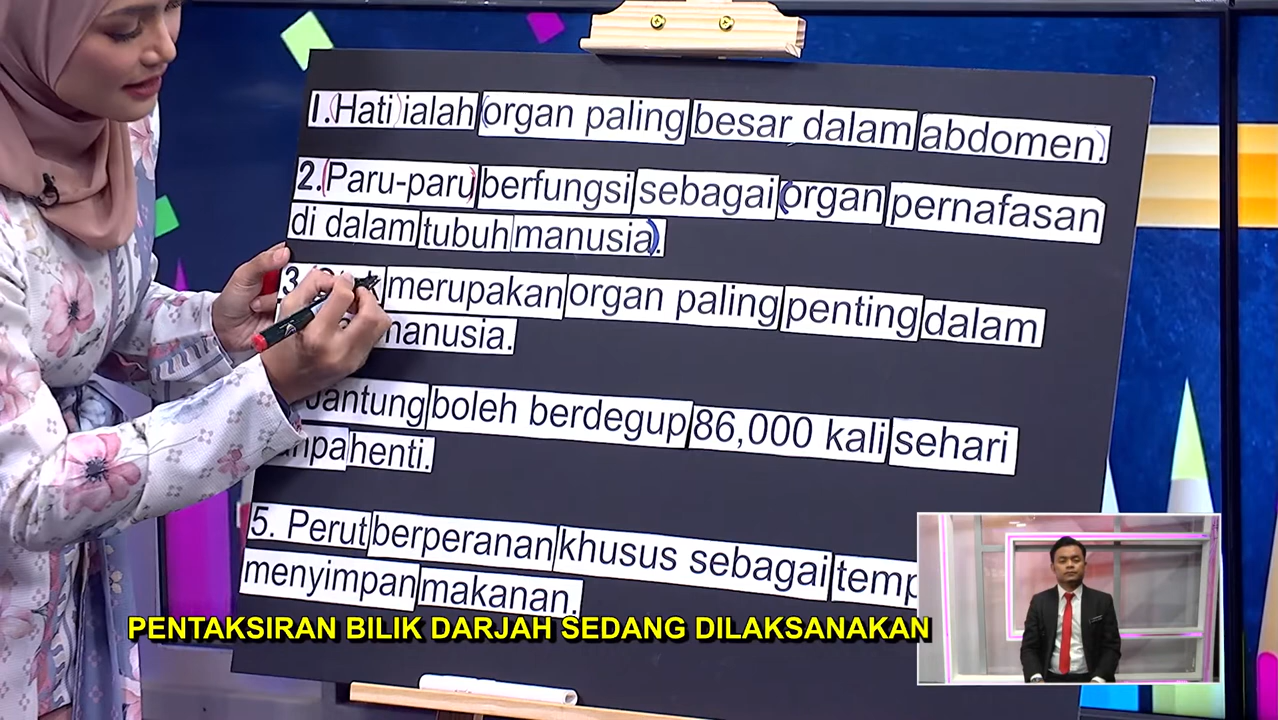 1. (Hati) ialah (organ paling besar dalam abdomen.)
2. (Paru-paru) berfungsi sebagai (organ pernafasan
di dalam tubuh manusia).
3. merupakan organ paling penting dalam
manusia.
Jantung boleh berdegup 86,000 kali sehari
henti.
5. Perut berperanan khusus sebagai
menyimpan makanan.
PENTAKSIRAN BILIK DARJAH SEDANG DILAKSANAKAN